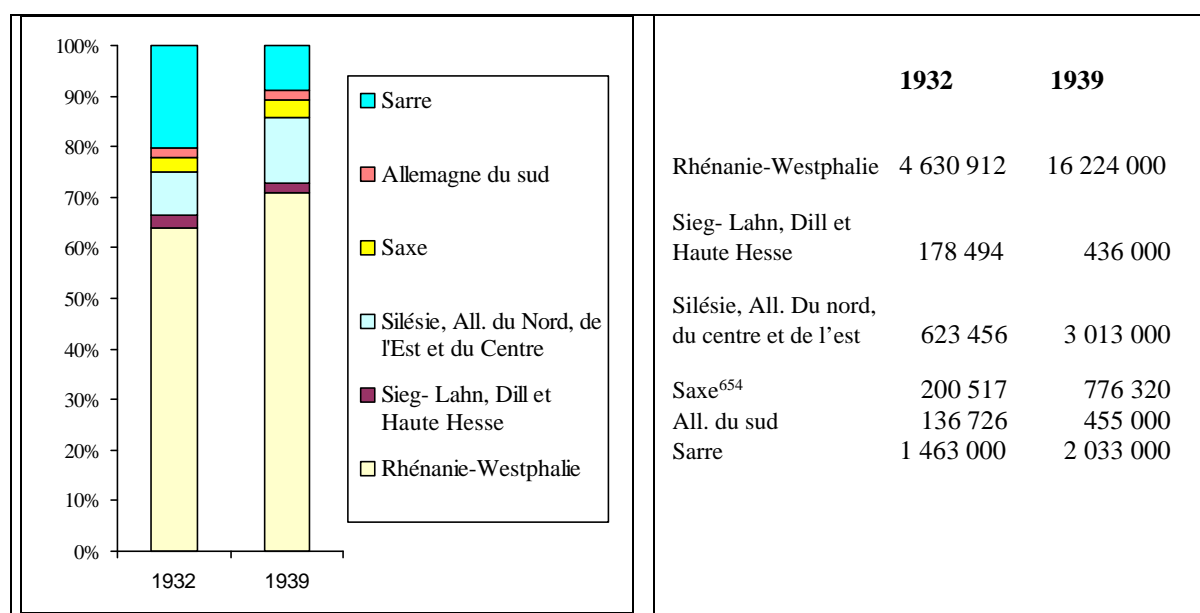 100%
90%
80%
70%
60%
50%
40%
30%
20%
10%
0%
1932 1939
Sarre
Allemagne du sud
Saxe
Silésie, All. du Nord, de
l'Est et du Centre
Sieg- Lahn, Dill et
Haute Hesse
Rhénanie-Westphalie
1932 1939
Rhénanie-Westphalie 4 630 912 16 224 000
Sieg- Lahn, Dill et
Haute Hesse 178 494 436 000
Silésie, All. Du nord,
du centre et de l’est 623 456 3 013 000
Saxe654 200 517 776 320
All. du sud 136 726 455 000
Sarre 1 463 000 2 033 000